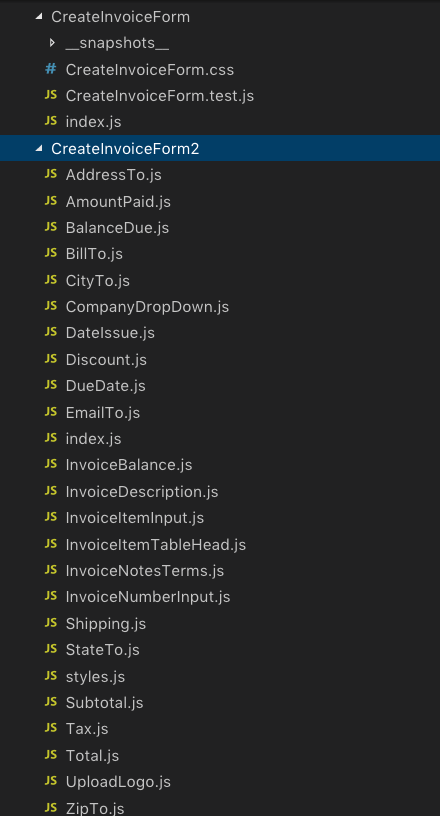 CreateInvoiceForm
__snapshots__
# CreateInvoiceForm.css
JS CreateInvoiceForm.test.js
JS index.js
CreateInvoiceForm2
JS AddressTo.js
JS AmountPaid.js
JS BalanceDue.js
JS BillTo.js
JS CityTo.js
JS CompanyDropDown.js
JS DateIssue.js
JS Discount.js
JS DueDate.js
JS EmailTo.js
JS index.js
JS InvoiceBalance.js
JS InvoiceDescription.js
JS InvoiceItemInput.js
JS InvoiceItemTableHead.js
JS InvoiceNotesTerms.js
JS InvoiceNumberInput.js
JS Shipping.js
JS StateTo.js
JS styles.js
JS Subtotal.js
JS Tax.js
JS Total.js
JS UploadLogo.js
JS ZipTo.js